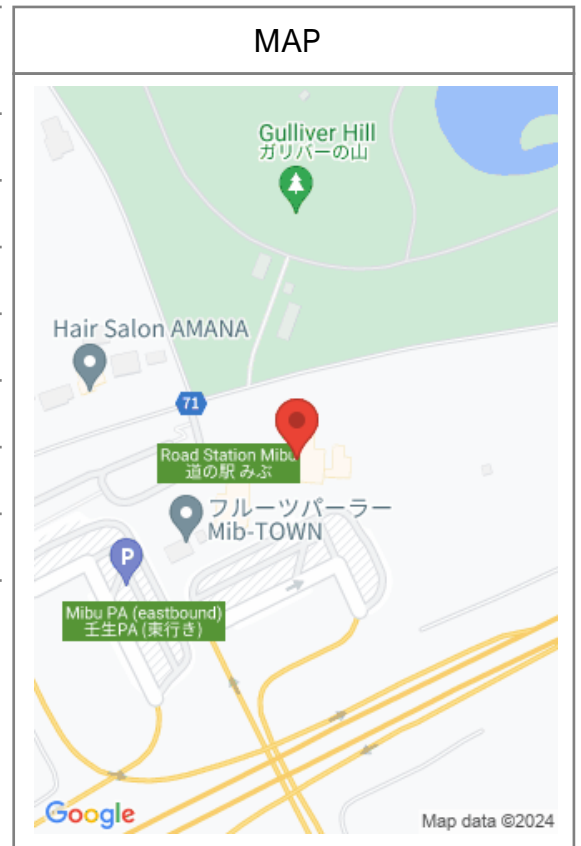 MAP
Gulliver Hill
ガリバーの山
Hair Salon AMANA
71
Road Station Mibu
道の駅 みぶ
フルーツパーラー
Mib-TOWN
P
Mibu PA (eastbound)
壬生PA (東行き)
Google
Map data ©2024